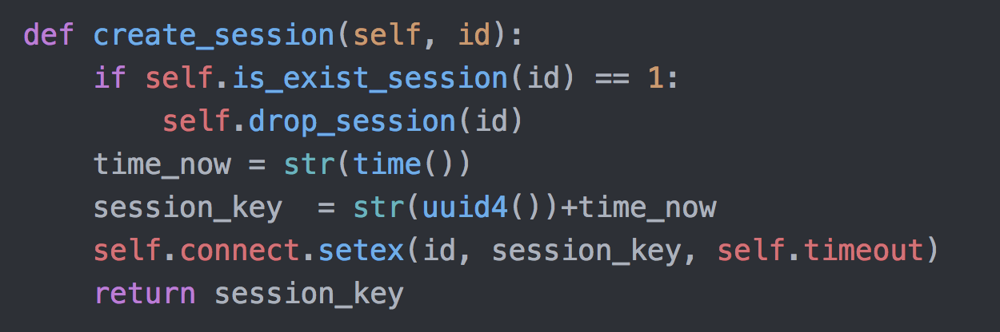 def create_session(self, id):
    if self.is_exist_session(id) == 1:
        self.drop_session(id)
    time_now = str(time())
    session_key  = str(uuid4())+time_now
    self.connect.setex(id, session_key, self.timeout)
    return session_key